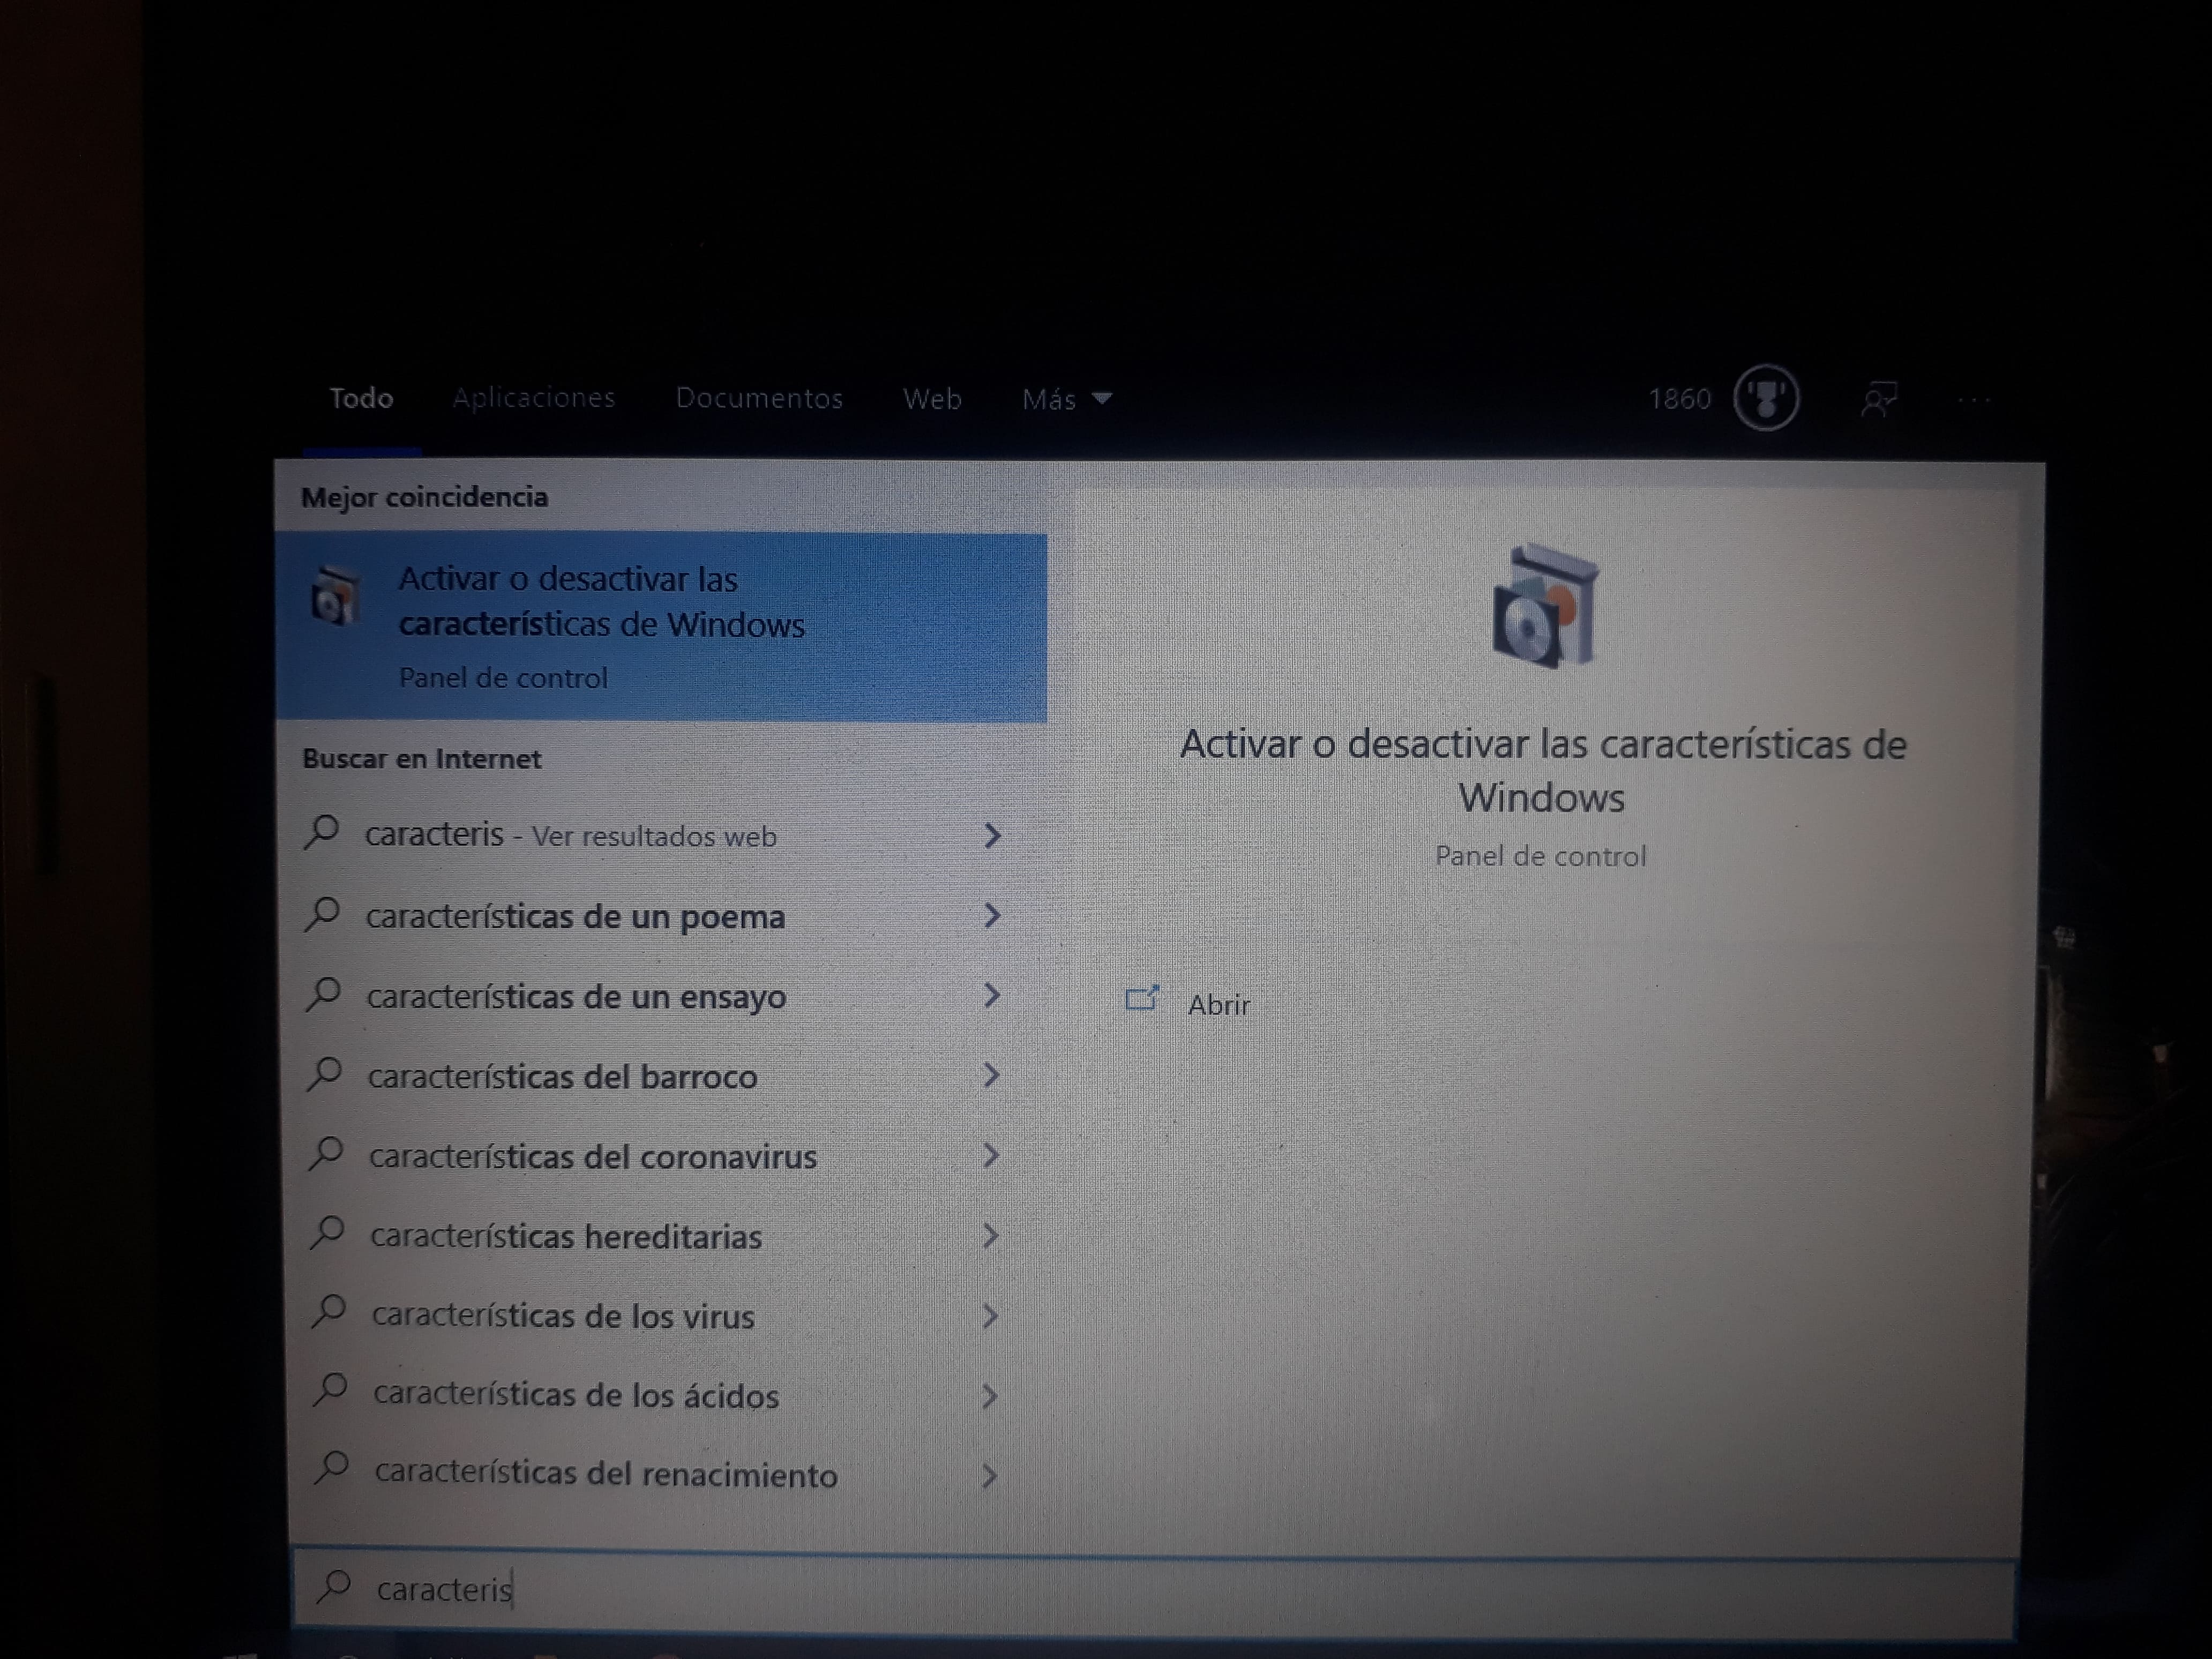 Todo Aplicaciones Documentos Web Más 1860 ...
Mejor coincidencia
Activar o desactivar las
características de Windows
Panel de control
Buscar en Internet
caracteris - Ver resultados web
características de un poema
características de un ensayo
características del barroco
características del coronavirus
características hereditarias
características de los virus
características de los ácidos
características del renacimiento
caracteris
Activar o desactivar las características de
Windows
Panel de control
Abrir